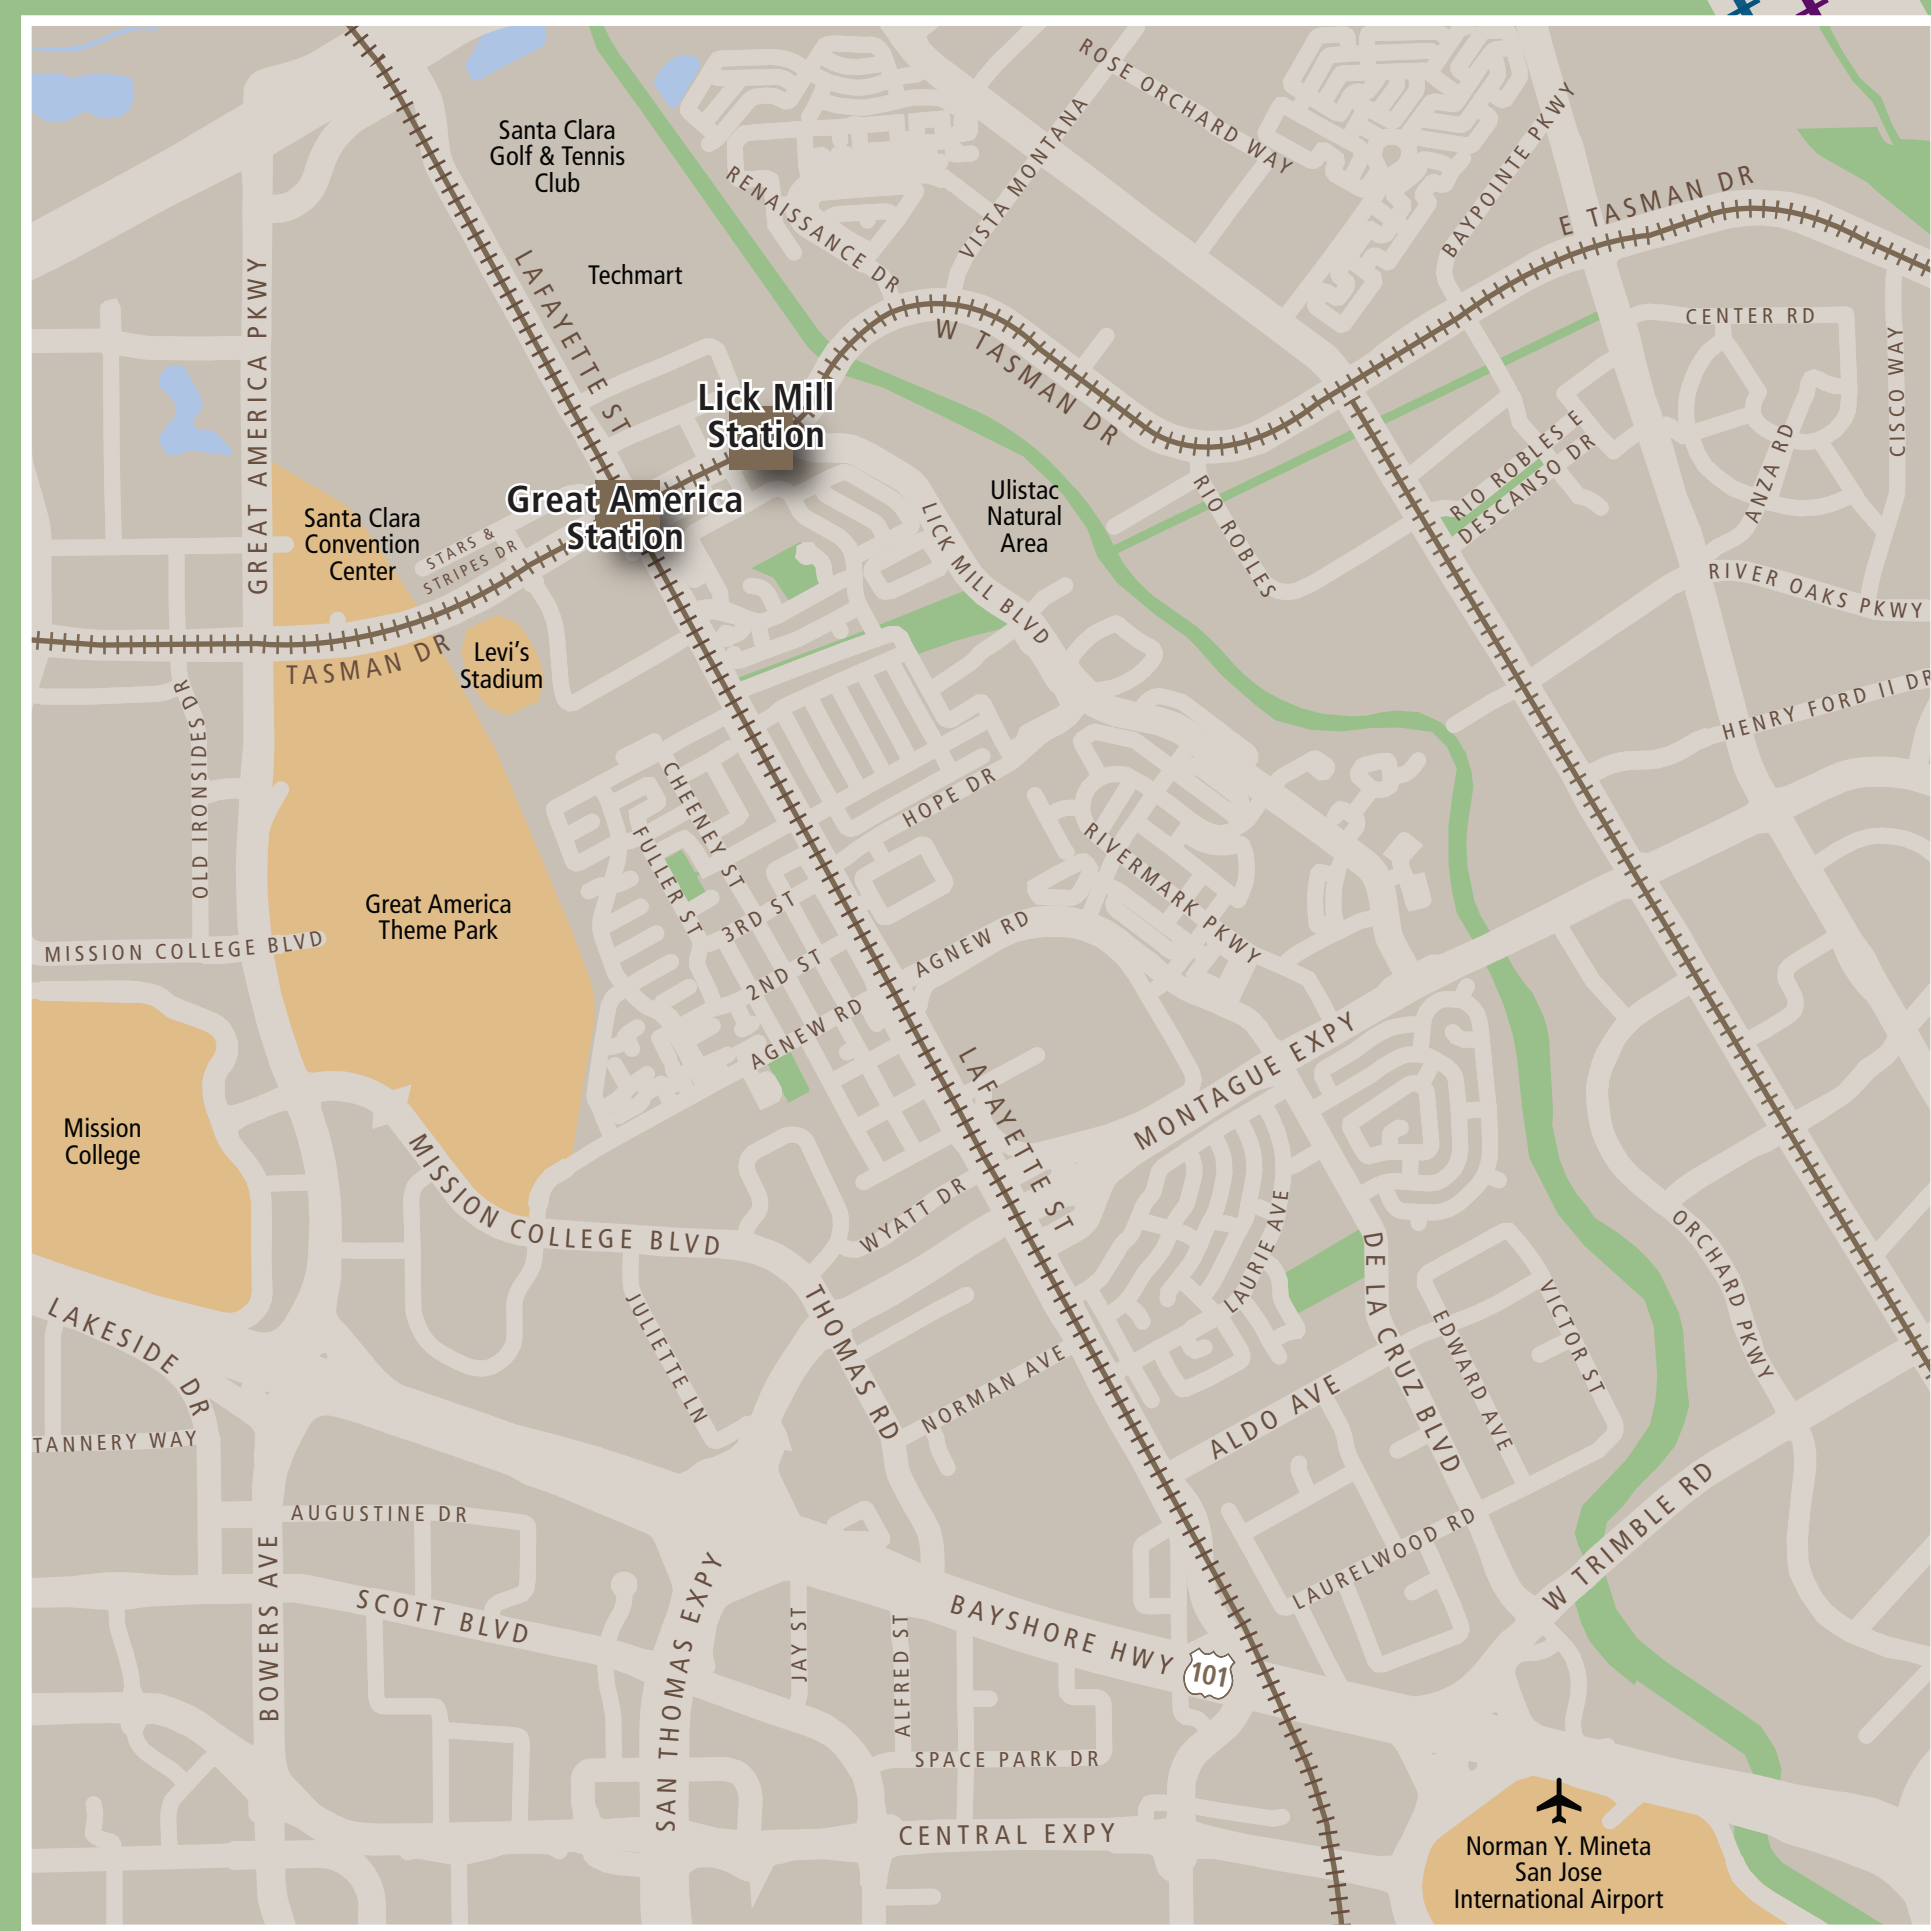 ROSE ORCHARD WAY
BAYPOINTE PKWY
VISTA MONTANA
Santa Clara
Golf & Tennis
Club
RENAISSANCE DR
E TASMAN DR
LAFAYETTE ST
Techmart
GREAT AMERICA PKWY
W TASMAN DR
CENTER RD
CISCO WAY
Lick Mill
Station
RIO ROBLES E
DESCANSO DR
ANZA RD
Great America
Station
Santa Clara
Convention
Center
STARS &
STRIPES DR
LICK MILL BLVD
Ulistac
Natural
Area
RIO ROBLES
RIVER OAKS PKWY
TASMAN DR
Levi's
Stadium
OLD IRONSIDES DR
HENRY FORD II DR
CHEENEY ST
FULLER ST
HOPE DR
RIVERMARK PKWY
Great America
Theme Park
3RD ST
2ND ST
AGNEW RD
AGNEW RD
MISSION COLLEGE BLVD
LAFAYETTE ST
MONTAGUE EXPY
Mission
College
MISSION COLLEGE BLVD
WYATT DR
LAURIE AVE
DE LA CRUZ BLVD
ORCHARD PKWY
LAKESIDE DR
JULIETTE LN
THOMAS RD
NORMAN AVE
ALDO AVE
EDWARD AVE
VICTOR ST
TANNERY WAY
AUGUSTINE DR
LAURELWOOD RD
W TRIMBLE RD
BOWERS AVE
SCOTT BLVD
SAN THOMAS EXPY
JAY ST
ALFRED ST
BAYSHORE HWY
101
SPACE PARK DR
CENTRAL EXPY
Norman Y. Mineta
San Jose
International Airport